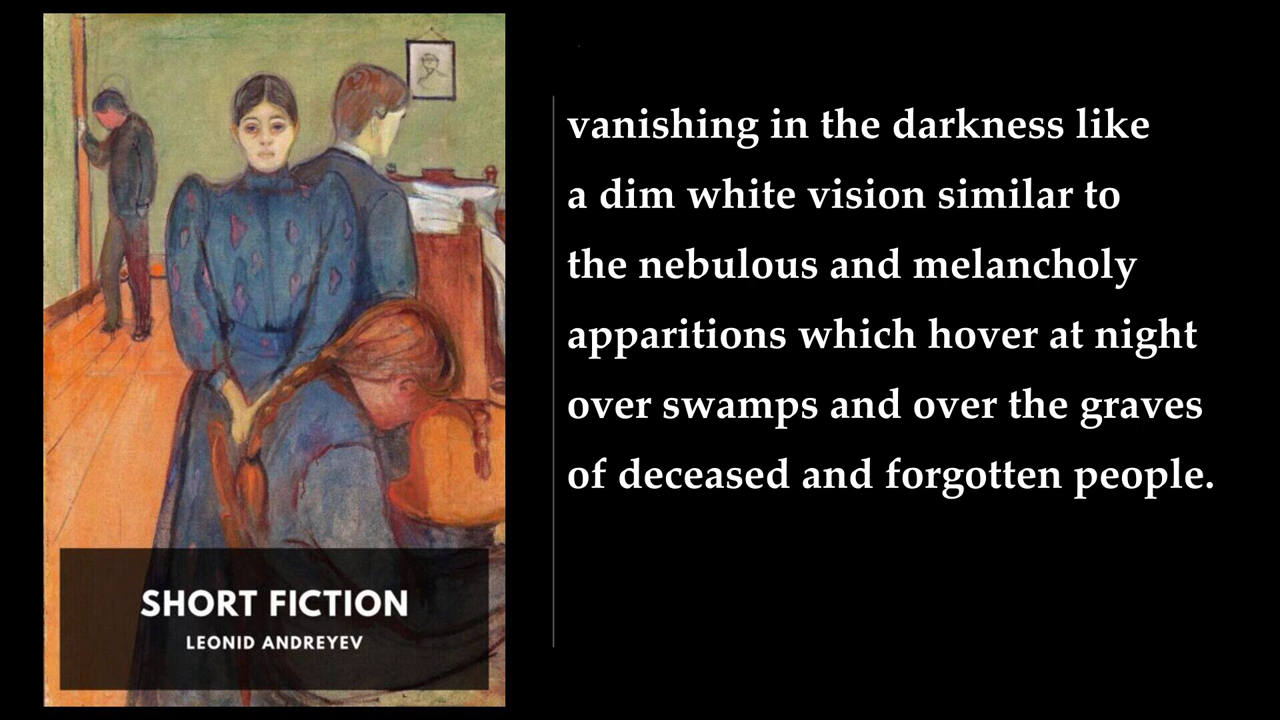 SHORT FICTION
LEONID ANDREYEV
vanishing in the darkness like
a dim white vision similar to
the nebulous and melancholy
apparitions which hover at night
over swamps and over the graves
of deceased and forgotten people.